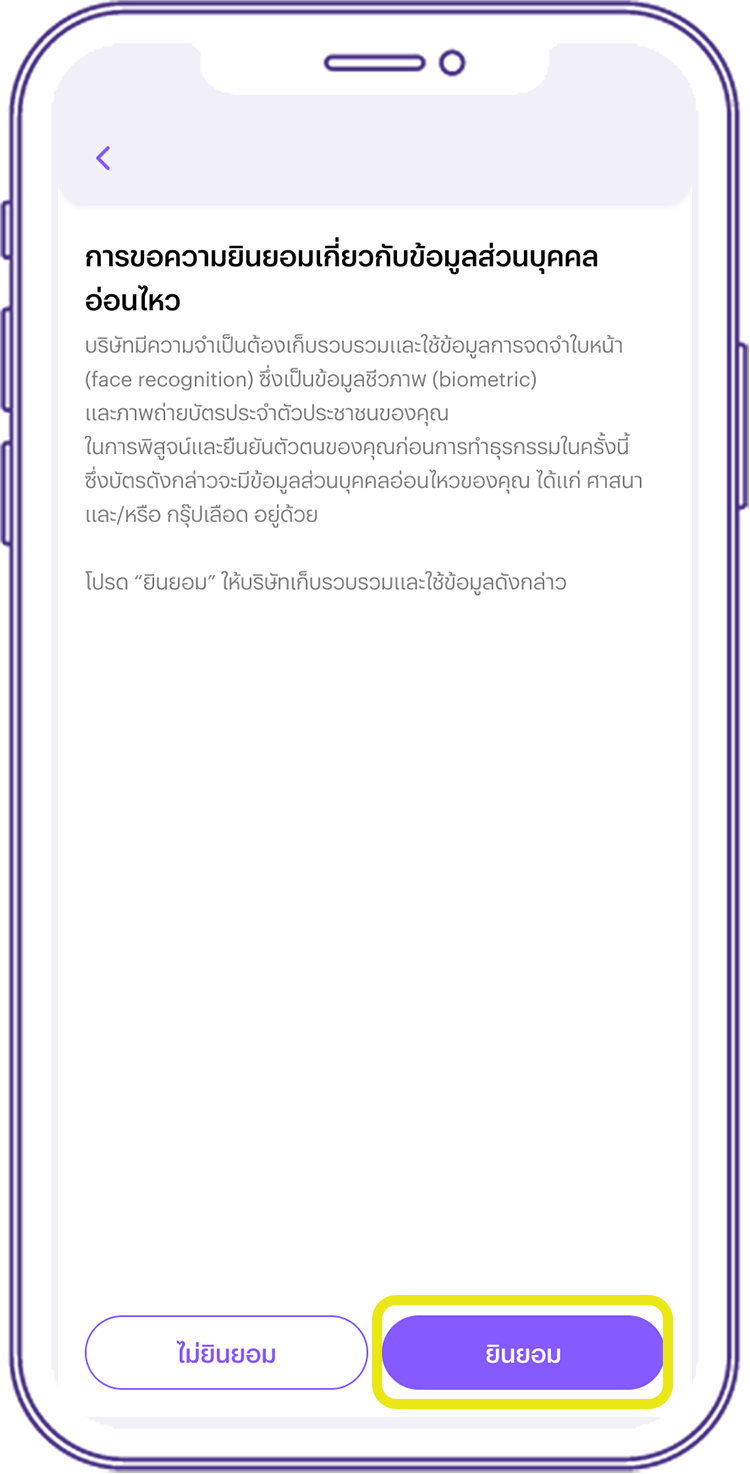 การขอความยินยอมเกี่ยวกับข้อมูลส่วนบุคคล
อ่อนไหว
บริษัทมีความจำเป็นต้องเก็บรวบรวมและใช้ข้อมูลการจดจำใบหน้า
(face recognition) ซึ่งเป็นข้อมูลชีวภาพ (biometric)
และภาพถ่ายบัตรประจำตัวประชาชนของคุณ
ในการพิสูจน์และยืนยันตัวตนของคุณก่อนการทำธุรกรรมในครั้งนี้
ซึ่งบัตรดังกล่าวจะมีข้อมูลส่วนบุคคลอ่อนไหวของคุณ ได้แก่ ศาสนา
และ/หรือ กรุ๊ปเลือด อยู่ด้วย
โปรด “ยินยอม” ให้บริษัทเก็บรวบรวมและใช้ข้อมูลดังกล่าว
ไม่ยินยอม
ยินยอม